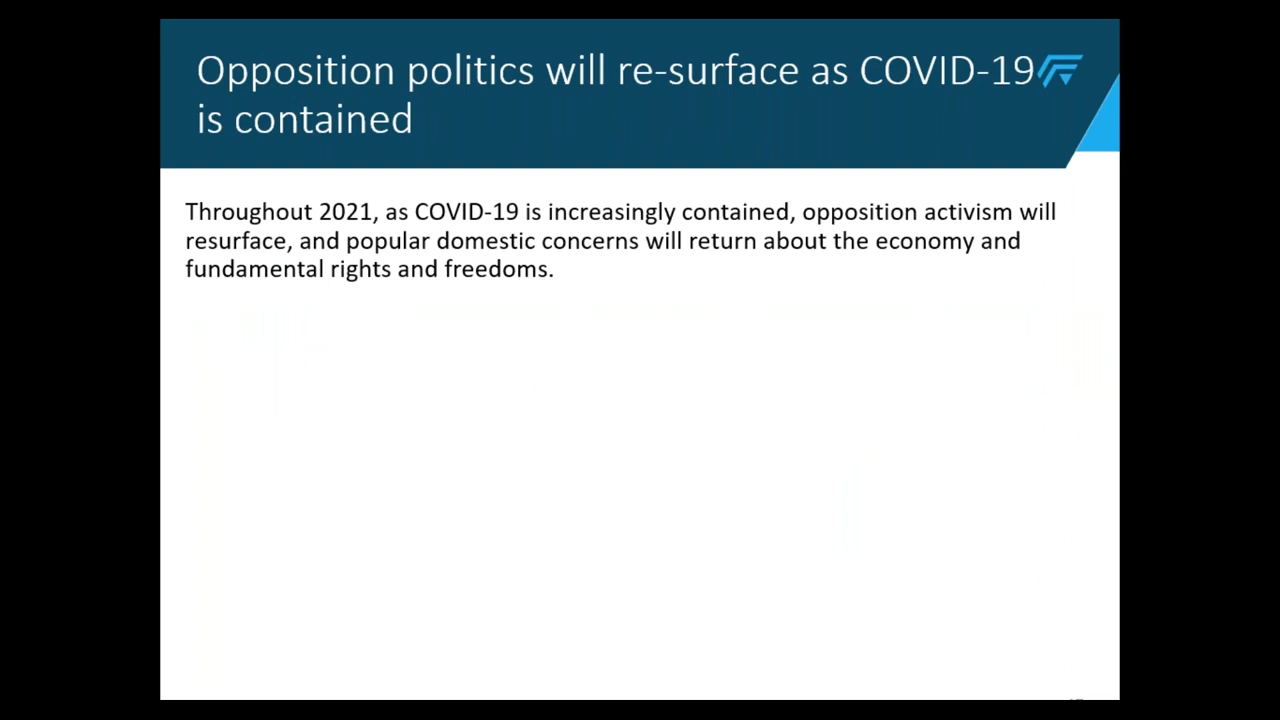 Opposition politics will re-surface as COVID-19
is contained
Throughout 2021, as COVID-19 is increasingly contained, opposition activism will
resurface, and popular domestic concerns will return about the economy and
fundamental rights and freedoms.